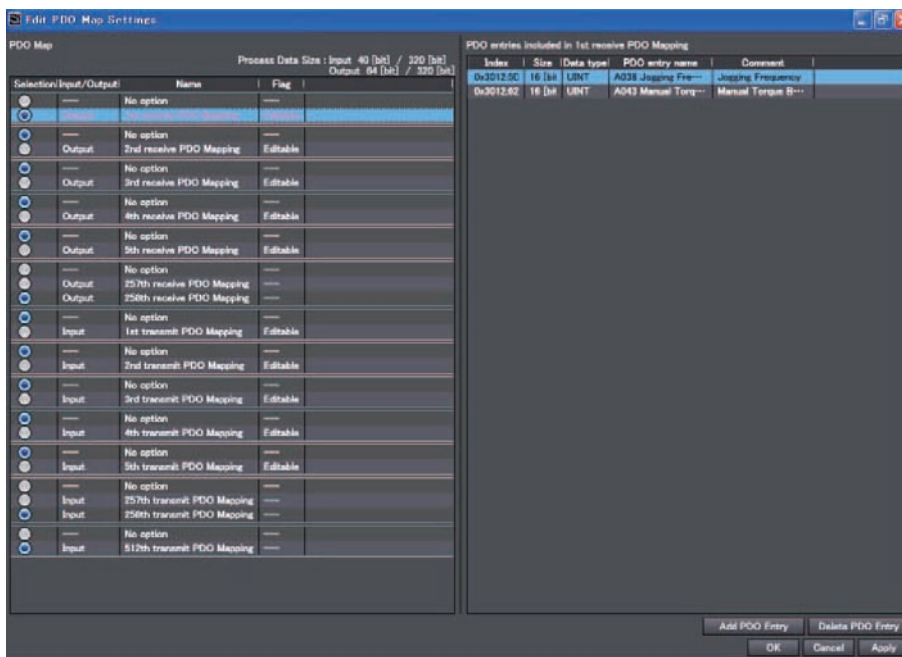 Edit PDO Map Settings
PDO Map
Process Data Size : Input 40 [bit] / 320 [bit]
Output 64 [bit] / 320 [bit]
Selection Input/Output Name Flag
---- No option ----
---- No option ----
Output 2nd receive PDO Mapping Editable
---- No option ----
Output 3rd receive PDO Mapping Editable
---- No option ----
Output 4th receive PDO Mapping Editable
---- No option ----
Output 5th receive PDO Mapping Editable
---- No option ----
Output 257th receive PDO Mapping ----
Output 258th receive PDO Mapping ----
---- No option ----
Input 1st transmit PDO Mapping Editable
---- No option ----
Input 2nd transmit PDO Mapping Editable
---- No option ----
Input 3rd transmit PDO Mapping Editable
---- No option ----
Input 4th transmit PDO Mapping Editable
---- No option ----
Input 5th transmit PDO Mapping Editable
---- No option ----
Input 257th transmit PDO Mapping ----
Input 258th transmit PDO Mapping ----
---- No option ----
Input 512th transmit PDO Mapping ----
PDO entries included in 1st receive PDO Mapping
Index Size Data type PDO entry name Comment
16 [bit UINT A038 Jogging Fre··· Jogging Frequency
0x3012:62 16 [bit UINT A043 Manual Torq··· Manual Torque B···
Add PDO Entry Delete PDO Entry
OK Cancel Apply